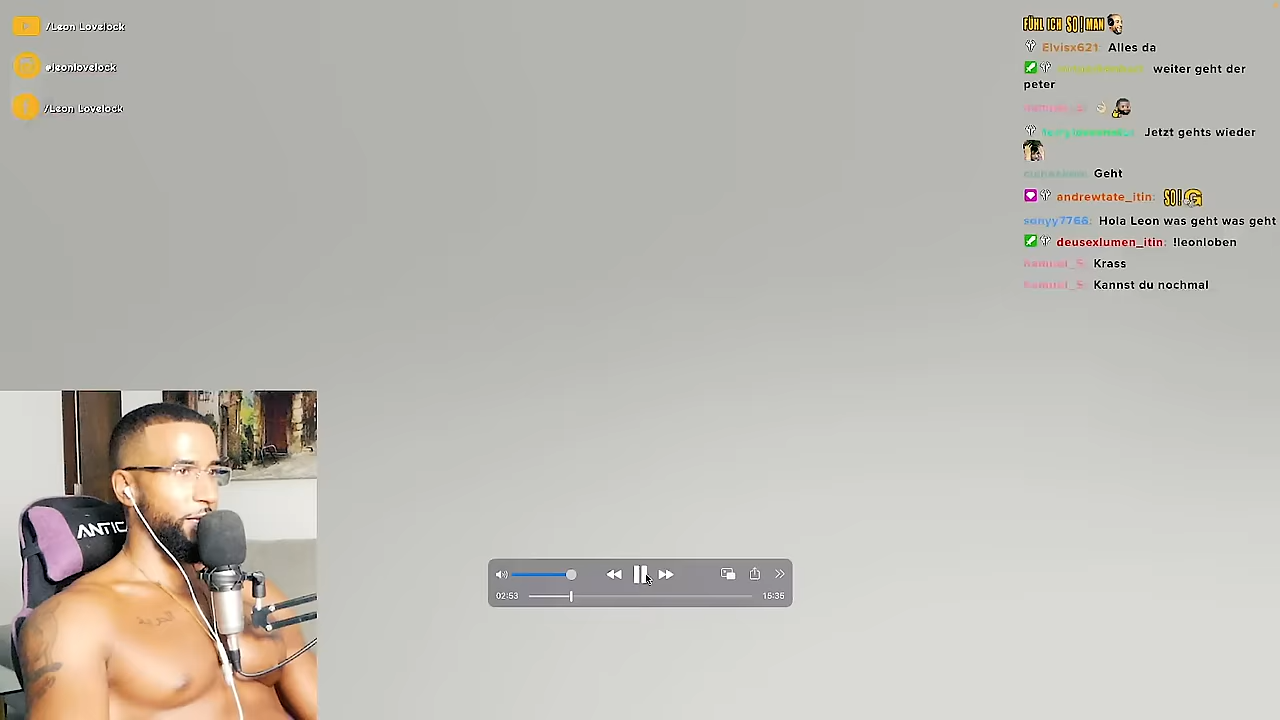 /Leon Lovelock
@leonlovelock
/Leon Lovelock
FÜHL ICH SO! MAN
Elvisx621: Alles da
weiter geht der
peter
Jetzt gehts wieder
Geht
andrewtate_itin: SO! G
sonyy7766: Hola Leon was geht was geht
deusexlumen_itin: !leonloben
Krass
Kannst du nochmal
ANTIC
02:53
15:35